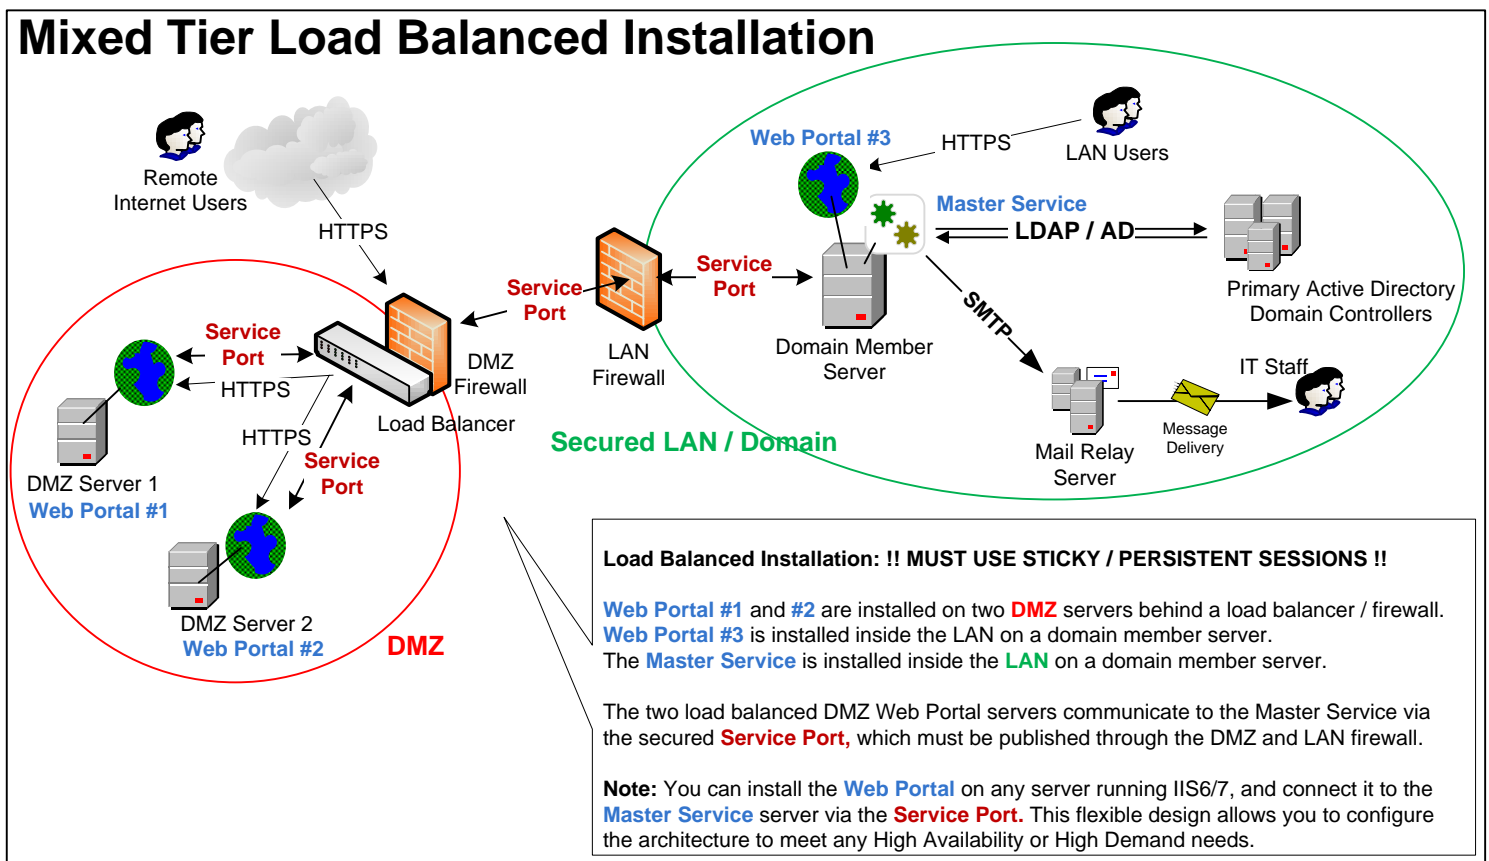 Mixed Tier Load Balanced Installation
Remote
Internet Users
HTTPS
Web Portal #3
HTTPS
LAN Users
Master Service
LDAP / AD
Primary Active Directory
Domain Controllers
Service
Port
Service
Port
LAN
Firewall
Domain Member
Server
SMTP
Mail Relay
Server
Message
Delivery
IT Staff
DMZ
Firewall
Load Balancer
Service
Port
HTTPS
HTTPS
Service
Port
DMZ Server 1
Web Portal #1
DMZ Server 2
Web Portal #2
DMZ
Secured LAN / Domain
Load Balanced Installation: !! MUST USE STICKY / PERSISTENT SESSIONS !!
Web Portal #1 and #2 are installed on two DMZ servers behind a load balancer / firewall.
Web Portal #3 is installed inside the LAN on a domain member server.
The Master Service is installed inside the LAN on a domain member server.
The two load balanced DMZ Web Portal servers communicate to the Master Service via
the secured Service Port, which must be published through the DMZ and LAN firewall.
Note: You can install the Web Portal on any server running IIS6/7, and connect it to the
Master Service server via the Service Port. This flexible design allows you to configure
the architecture to meet any High Availability or High Demand needs.